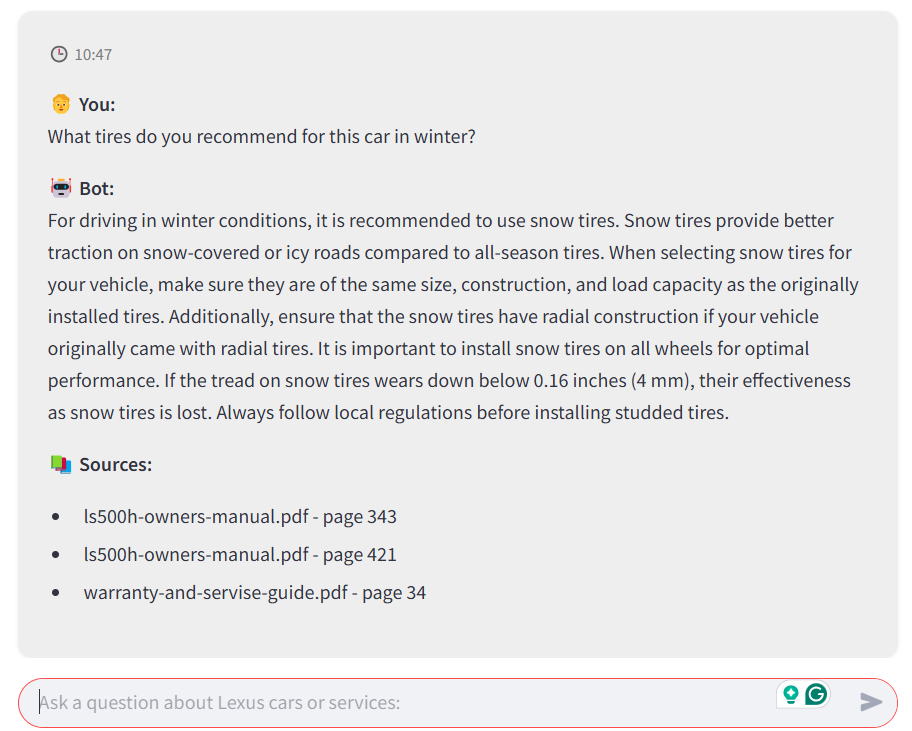 10:47
You:
What tires do you recommend for this car in winter?
Bot:
For driving in winter conditions, it is recommended to use snow tires. Snow tires provide better
traction on snow-covered or icy roads compared to all-season tires. When selecting snow tires for
your vehicle, make sure they are of the same size, construction, and load capacity as the originally
installed tires. Additionally, ensure that the snow tires have radial construction if your vehicle
originally came with radial tires. It is important to install snow tires on all wheels for optimal
performance. If the tread on snow tires wears down below 0.16 inches (4 mm), their effectiveness
as snow tires is lost. Always follow local regulations before installing studded tires.
Sources:
• ls500h-owners-manual.pdf - page 343
• ls500h-owners-manual.pdf - page 421
• warranty-and-servise-guide.pdf - page 34
Ask a question about Lexus cars or services: